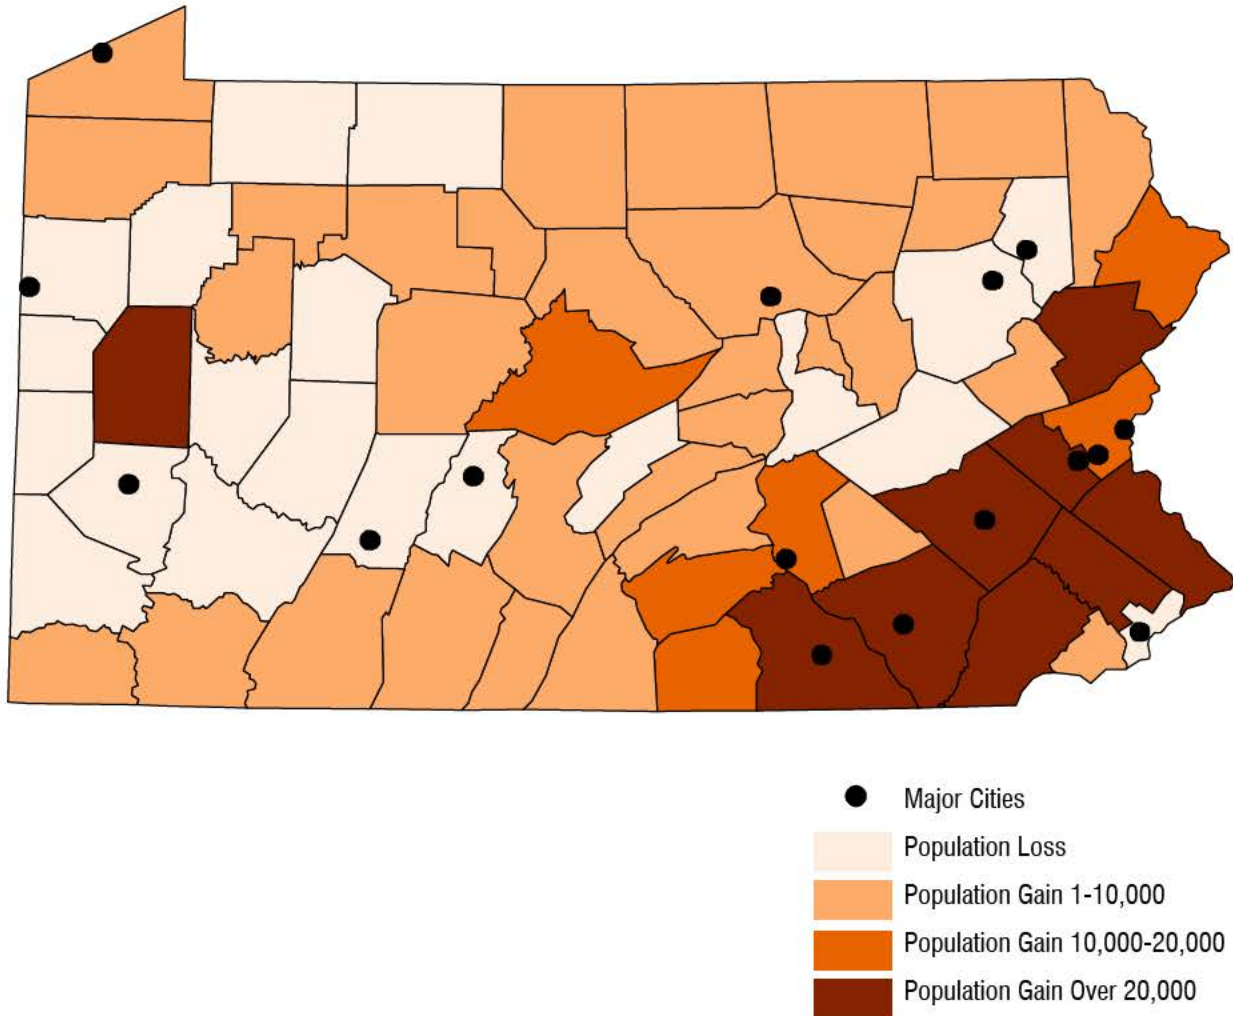 Major Cities
Population Loss
Population Gain 1-10,000
Population Gain 10,000-20,000
Population Gain Over 20,000